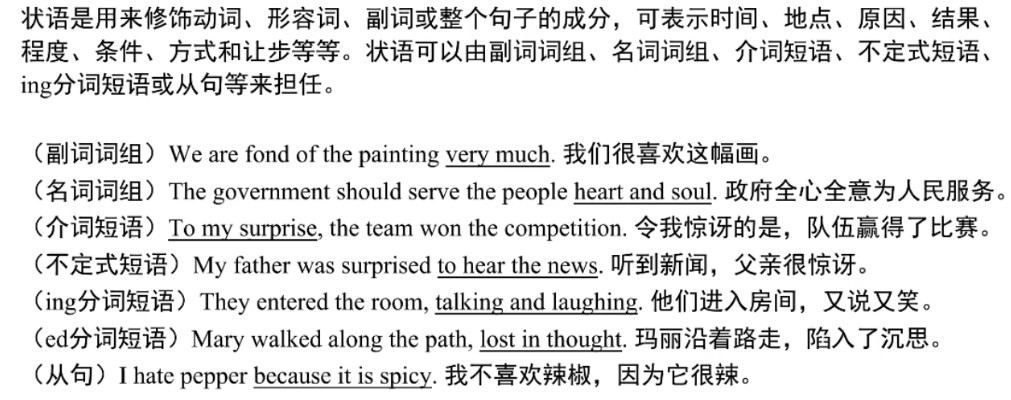 状语是用来修饰动词、形容词、副词或整个句子的成分，可表示时间、地点、原因、结果、
程度、条件、方式和让步等等。状语可以由副词词组、名词词组、介词短语、不定式短语、
ing分词短语或从句等来担任。
（副词词组）We are fond of the painting very much. 我们很喜欢这幅画。
（名词词组）The government should serve the people heart and soul. 政府全心全意为人民服务。
（介词短语）To my surprise, the team won the competition. 令我惊讶的是，队伍赢得了比赛。
（不定式短语）My father was surprised to hear the news. 听到新闻，父亲很惊讶。
（ing分词短语）They entered the room, talking and laughing. 他们进入房间，又说又笑。
（ed分词短语）Mary walked along the path, lost in thought. 玛丽沿着路走，陷入了沉思。
（从句）I hate pepper because it is spicy. 我不喜欢辣椒，因为它很辣。